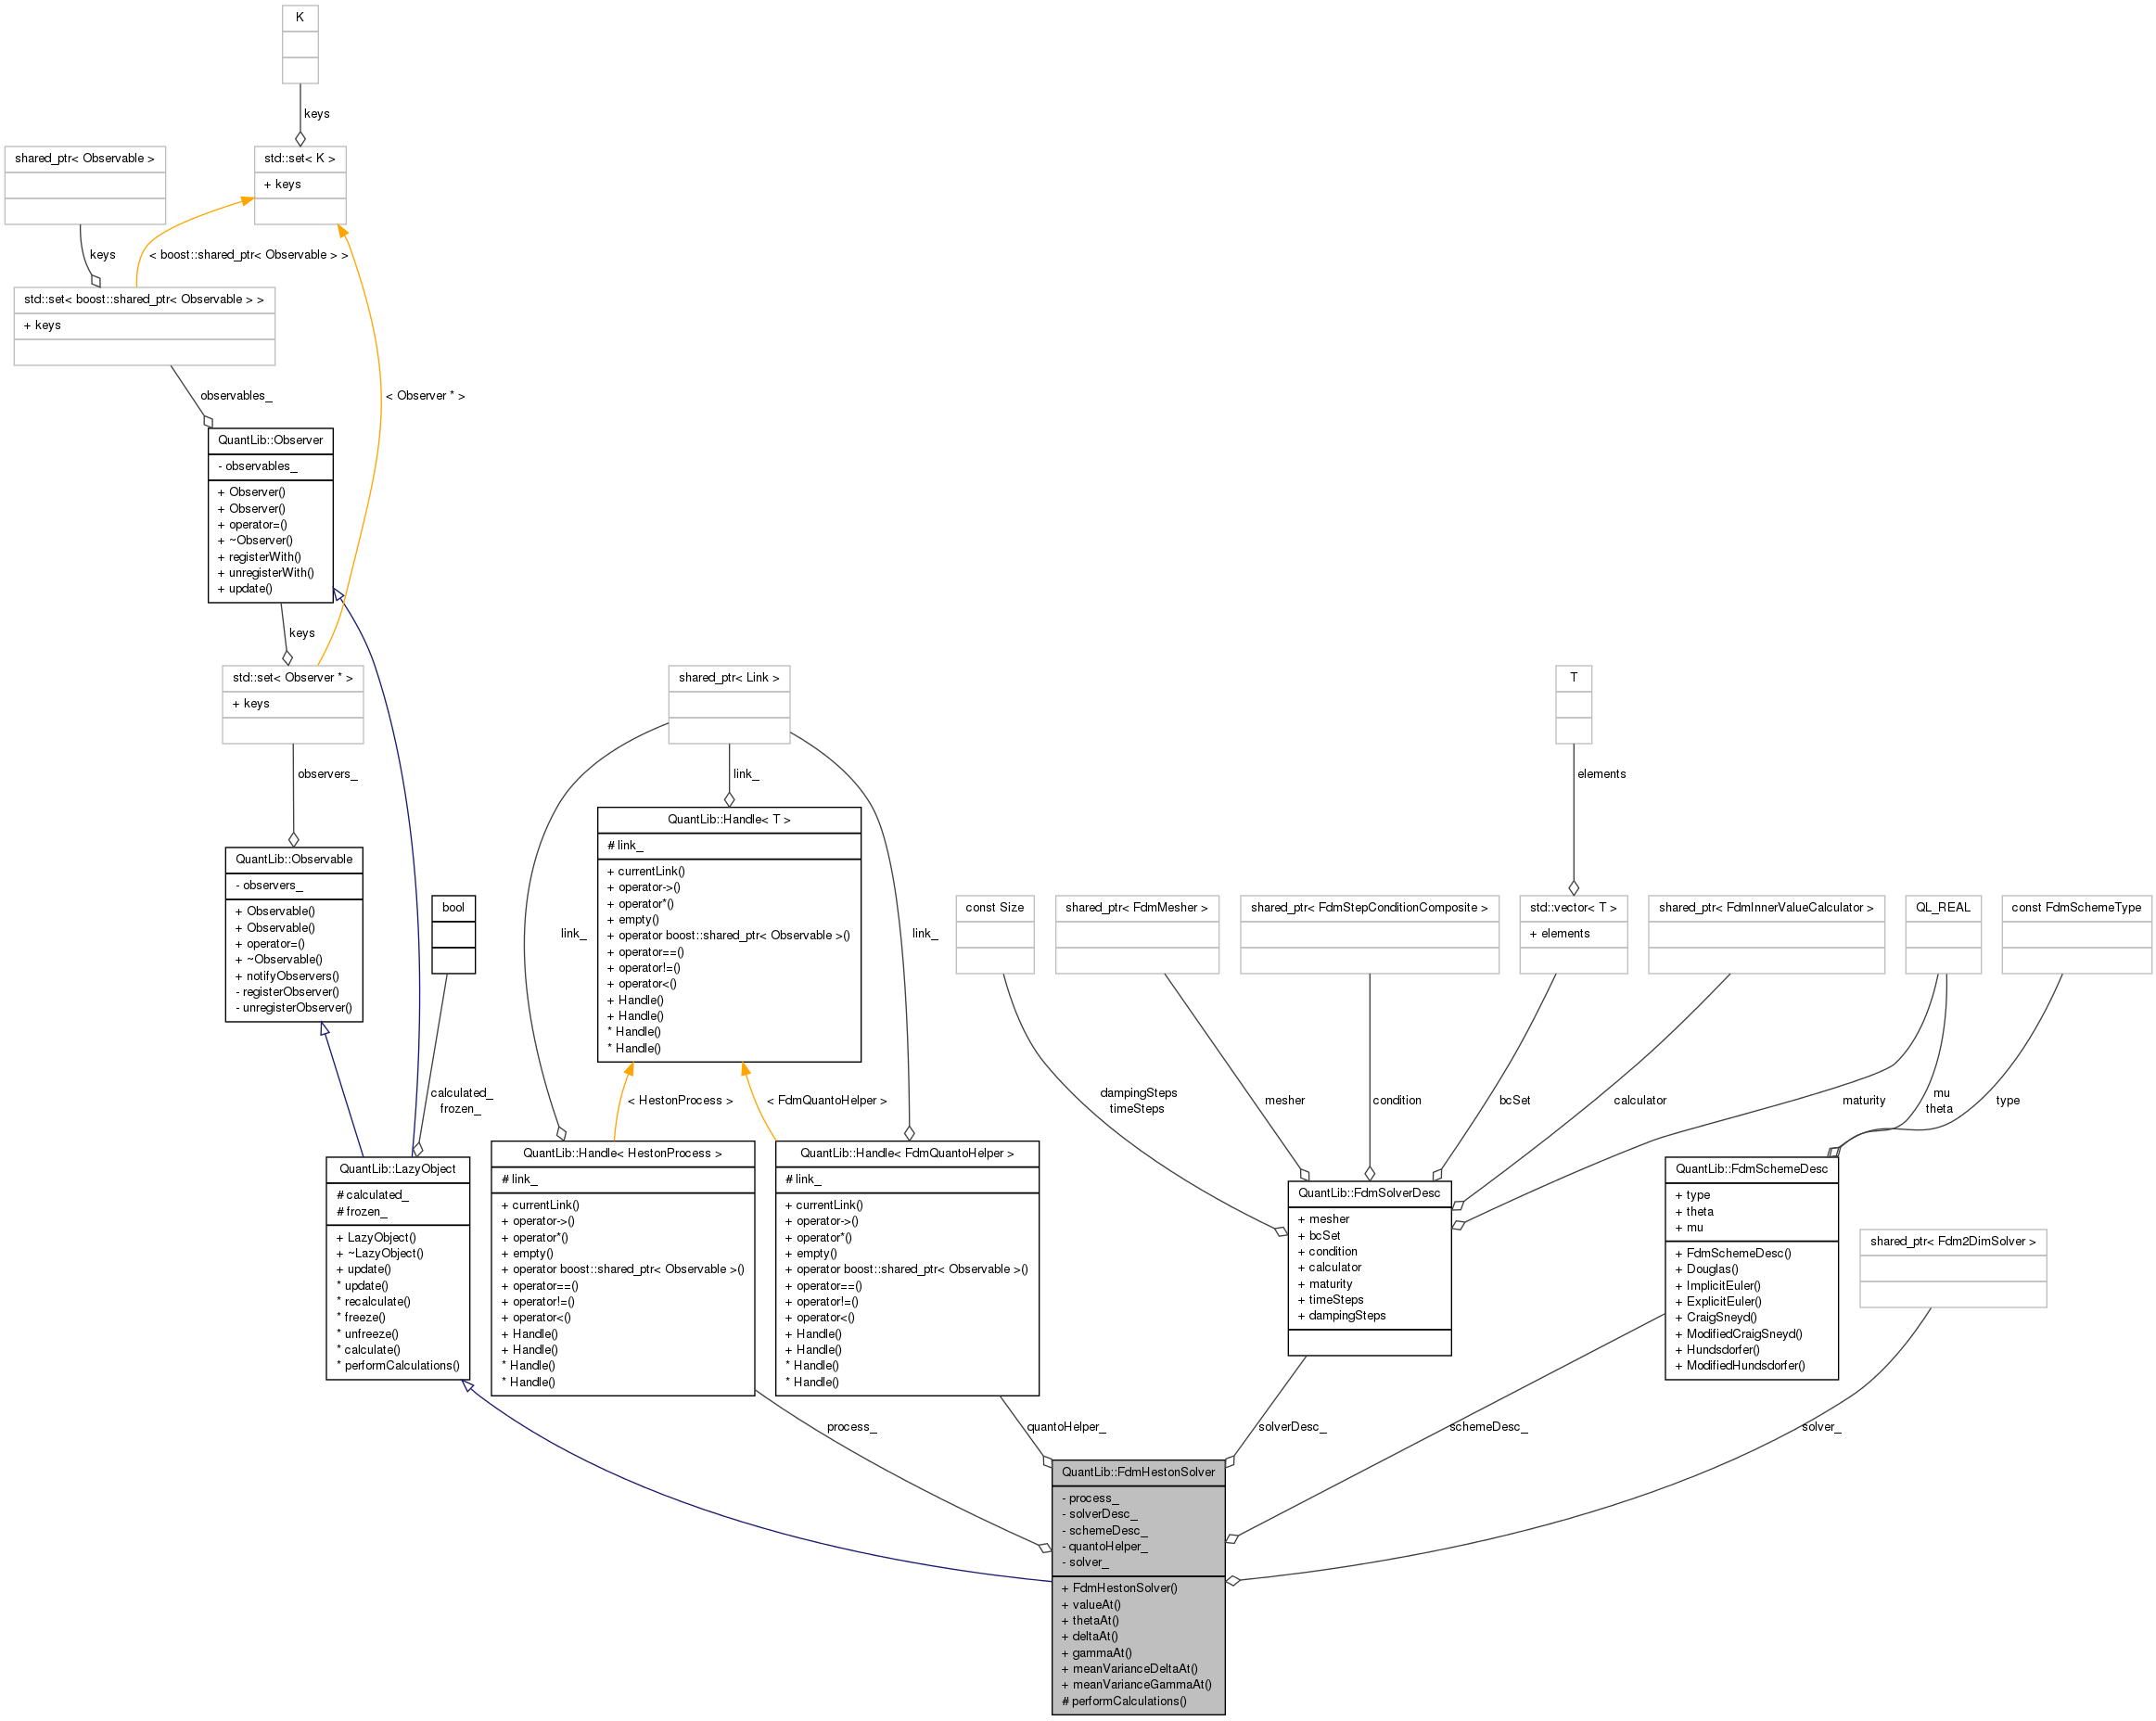 K
keys
shared_ptr< Observable >
std::set< K >
+ keys
keys
< boost::shared_ptr< Observable > >
std::set< boost::shared_ptr< Observable > >
+ keys
observables_
< Observer * >
QuantLib::Observer
- observables_
+ Observer()
+ Observer()
+ operator=()
+ ~Observer()
+ registerWith()
+ unregisterWith()
+ update()
keys
std::set< Observer * >
+ keys
observers_
QuantLib::Observable
- observers_
+ Observable()
+ Observable()
+ operator=()
+ ~Observable()
+ notifyObservers()
- registerObserver()
- unregisterObserver()
bool
calculated_
frozen_
QuantLib::LazyObject
# calculated_
# frozen_
+ LazyObject()
+ ~LazyObject()
+ update()
* update()
* recalculate()
* freeze()
* unfreeze()
* calculate()
* performCalculations()
shared_ptr< Link >
link_
link_
link_
QuantLib::Handle< T >
# link_
+ currentLink()
+ operator->()
+ operator*()
+ empty()
+ operator boost::shared_ptr< Observable >()
+ operator==()
+ operator!=()
+ operator<()
+ Handle()
+ Handle()
* Handle()
* Handle()
< HestonProcess >
< FdmQuantoHelper >
QuantLib::Handle< HestonProcess >
# link_
+ currentLink()
+ operator->()
+ operator*()
+ empty()
+ operator boost::shared_ptr< Observable >()
+ operator==()
+ operator!=()
+ operator<()
+ Handle()
+ Handle()
* Handle()
* Handle()
QuantLib::Handle< FdmQuantoHelper >
# link_
+ currentLink()
+ operator->()
+ operator*()
+ empty()
+ operator boost::shared_ptr< Observable >()
+ operator==()
+ operator!=()
+ operator<()
+ Handle()
+ Handle()
* Handle()
* Handle()
T
elements
const Size
shared_ptr< FdmMesher >
shared_ptr< FdmStepConditionComposite >
std::vector< T >
+ elements
shared_ptr< FdmInnerValueCalculator >
QL_REAL
const FdmSchemeType
dampingSteps
timeSteps
mesher
condition
bcSet
calculator
maturity
mu
theta
type
QuantLib::FdmSolverDesc
+ mesher
+ bcSet
+ condition
+ calculator
+ maturity
+ timeSteps
+ dampingSteps
QuantLib::FdmSchemeDesc
+ type
+ theta
+ mu
+ FdmSchemeDesc()
+ Douglas()
+ ImplicitEuler()
+ ExplicitEuler()
+ CraigSneyd()
+ ModifiedCraigSneyd()
+ Hundsdorfer()
+ ModifiedHundsdorfer()
shared_ptr< Fdm2DimSolver >
process_
quantoHelper_
solverDesc_
schemeDesc_
solver_
QuantLib::FdmHestonSolver
- process_
- solverDesc_
- schemeDesc_
- quantoHelper_
- solver_
+ FdmHestonSolver()
+ valueAt()
+ thetaAt()
+ deltaAt()
+ gammaAt()
+ meanVarianceDeltaAt()
+ meanVarianceGammaAt()
# performCalculations()